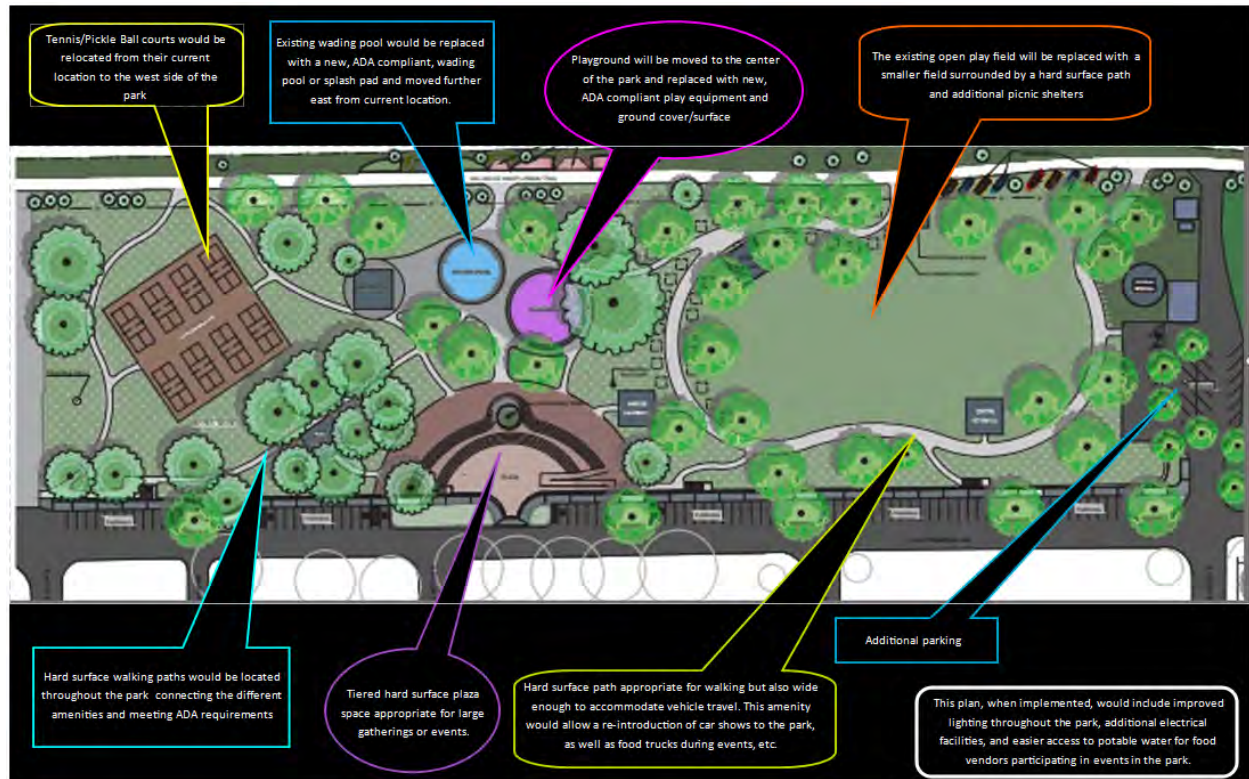 Tennis/Pickle Ball courts would be
relocated from their current
location to the west side of the
park
Existing wading pool would be replaced
with a new, ADA compliant, wading
pool or splash pad and moved further
east from current location.
Playground will be moved to the center
of the park and replaced with new,
ADA compliant play equipment and
ground cover/surface
The existing open play field will be replaced with a
smaller field surrounded by a hard surface path
and additional picnic shelters
PLAZA
Hard surface walking paths would be located
throughout the park connecting the different
amenities and meeting ADA requirements
Tiered hard surface plaza
space appropriate for large
gatherings or events.
Hard surface path appropriate for walking but also wide
enough to accommodate vehicle travel. This amenity
would allow a re-introduction of car shows to the park,
as well as food trucks during events, etc.
Additional parking
This plan, when implemented, would include improved
lighting throughout the park, additional electrical
facilities, and easier access to potable water for food
vendors participating in events in the park.